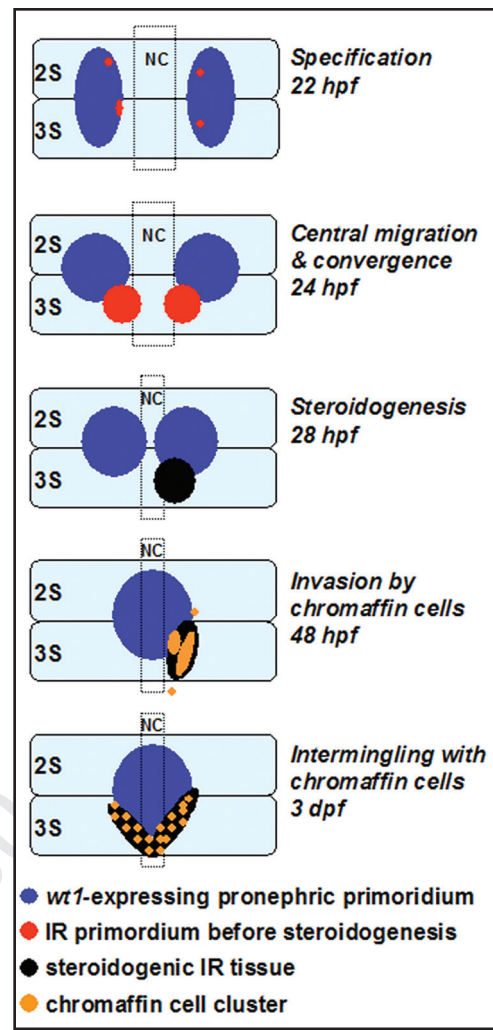 2S
NC
3S
Specification
22 hpf
2S
NC
3S
Central migration
& convergence
24 hpf
2S
NC
3S
Steroidogenesis
28 hpf
NC
2S
3S
Invasion by
chromaffin cells
48 hpf
NC
2S
3S
Intermingling with
chromaffin cells
3 dpf
wt1-expressing pronephric primoridium
IR primordium before steroidogenesis
steroidogenic IR tissue
chromaffin cell cluster